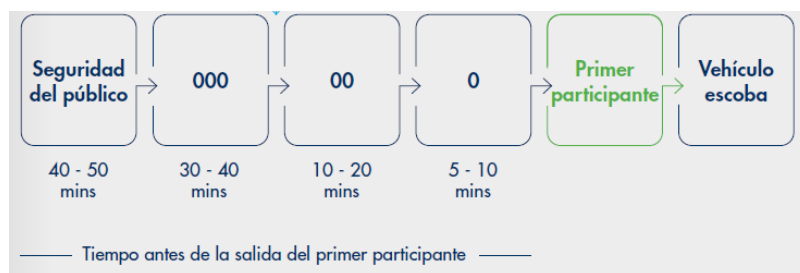 Seguridad
del público
000
00
0
Primer
participante
Vehículo
escoba
40 - 50
mins
30 - 40
mins
10 - 20
mins
5 - 10
mins
Tiempo antes de la salida del primer participante